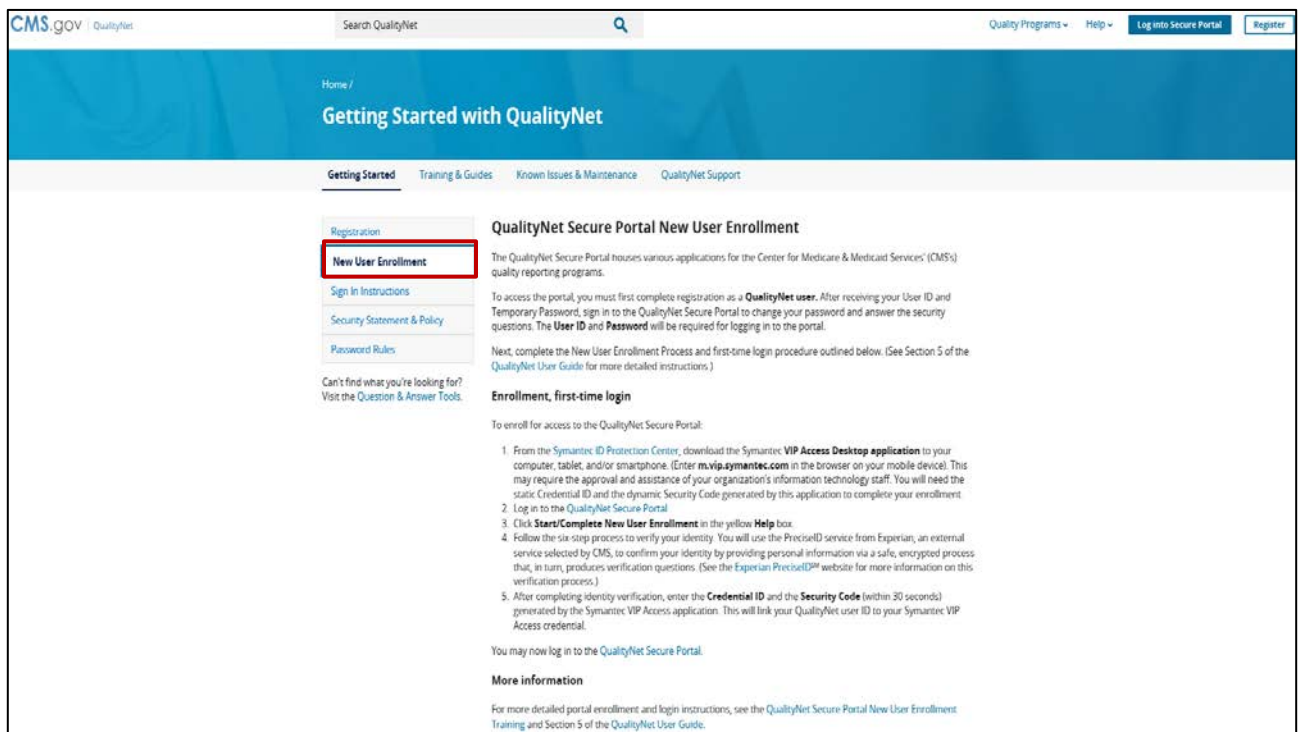 CMS.gov | QualityNet
Search QualityNet
Quality Programs Help Log into Secure Portal Register
Home /
Getting Started with QualityNet
Getting Started Training & Guides Known Issues & Maintenance QualityNet Support
Registration
New User Enrollment
Sign In Instructions
Security Statement & Policy
Password Rules
Can't find what you're looking for?
Visit the Question & Answer Tools.
QualityNet Secure Portal New User Enrollment
The QualityNet Secure Portal houses various applications for the Center for Medicare & Medicaid Services' (CMS's)
quality reporting programs.
To access the portal, you must first complete registration as a QualityNet user. After receiving your User ID and
Temporary Password, sign in to the QualityNet Secure Portal to change your password and answer the security
questions. The User ID and Password will be required for logging in to the portal.
Next, complete the New User Enrollment Process and first-time login procedure outlined below. (See Section 5 of the
QualityNet User Guide for more detailed instructions.)
Enrollment, first-time login
To enroll for access to the QualityNet Secure Portal:
1. From the Symantec ID Protection Center, download the Symantec VIP Access Desktop application to your
computer, tablet, and/or smartphone. (Enter m.vip.symantec.com in the browser on your mobile device). This
may require the approval and assistance of your organization's information technology staff. You will need the
static Credential ID and the dynamic Security Code generated by this application to complete your enrollment
2. Log in to the QualityNet Secure Portal
3. Click Start/Complete New User Enrollment in the yellow Help box.
4. Follow the six-step process to verify your identity. You will use the PreciseID service from Experian, an external
service selected by CMS, to confirm your identity by providing personal information via a safe, encrypted process
that, in turn, produces verification questions. (See the Experian PreciseID℠ website for more information on this
verification process.)
5. After completing identity verification, enter the Credential ID and the Security Code (within 30 seconds)
generated by the Symantec VIP Access application. This will link your QualityNet user ID to your Symantec VIP
Access credential.
You may now log in to the QualityNet Secure Portal.
More information
For more detailed portal enrollment and login instructions, see the QualityNet Secure Portal New User Enrollment
Training and Section 5 of the QualityNet User Guide.